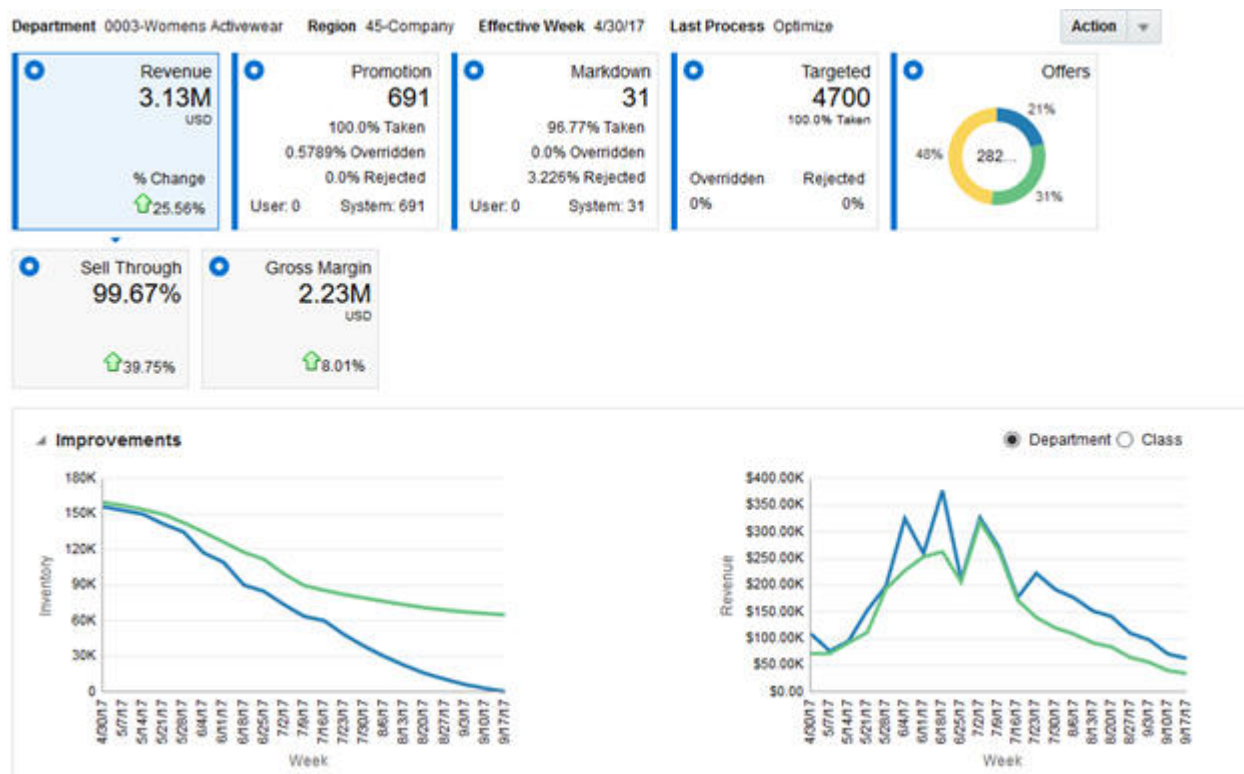 Department 0003-Womens Activewear Region 45-Company Effective Week 4/30/17 Last Process Optimize Action
Revenue
3.13M
USD
% Change
25.56%
Promotion
691
100.0% Taken
0.5789% Overridden
0.0% Rejected
User: 0 System: 691
Markdown
31
96.77% Taken
0.0% Overridden
3.226% Rejected
User: 0 System: 31
Targeted
4700
100.0% Taken
Overridden Rejected
0% 0%
Offers
21%
48% 282...
31%
Sell Through
99.67%
39.75%
Gross Margin
2.23M
USD
8.01%
Improvements
Department Class
180K
150K
120K
90K
60K
30K
0
Inventory
4/30/17 5/7/17 5/14/17 5/21/17 5/28/17 6/4/17 6/11/17 6/18/17 6/25/17 7/2/17 7/9/17 7/16/17 7/23/17 7/30/17 8/6/17 8/13/17 8/20/17 8/27/17 9/3/17 9/10/17 9/17/17
Week
$400.00K
$350.00K
$300.00K
$250.00K
$200.00K
$150.00K
$100.00K
$50.00K
$0.00
Revenue
4/30/17 5/7/17 5/14/17 5/21/17 5/28/17 6/4/17 6/11/17 6/18/17 6/25/17 7/2/17 7/9/17 7/16/17 7/23/17 7/30/17 8/6/17 8/13/17 8/20/17 8/27/17 9/3/17 9/10/17 9/17/17
Week